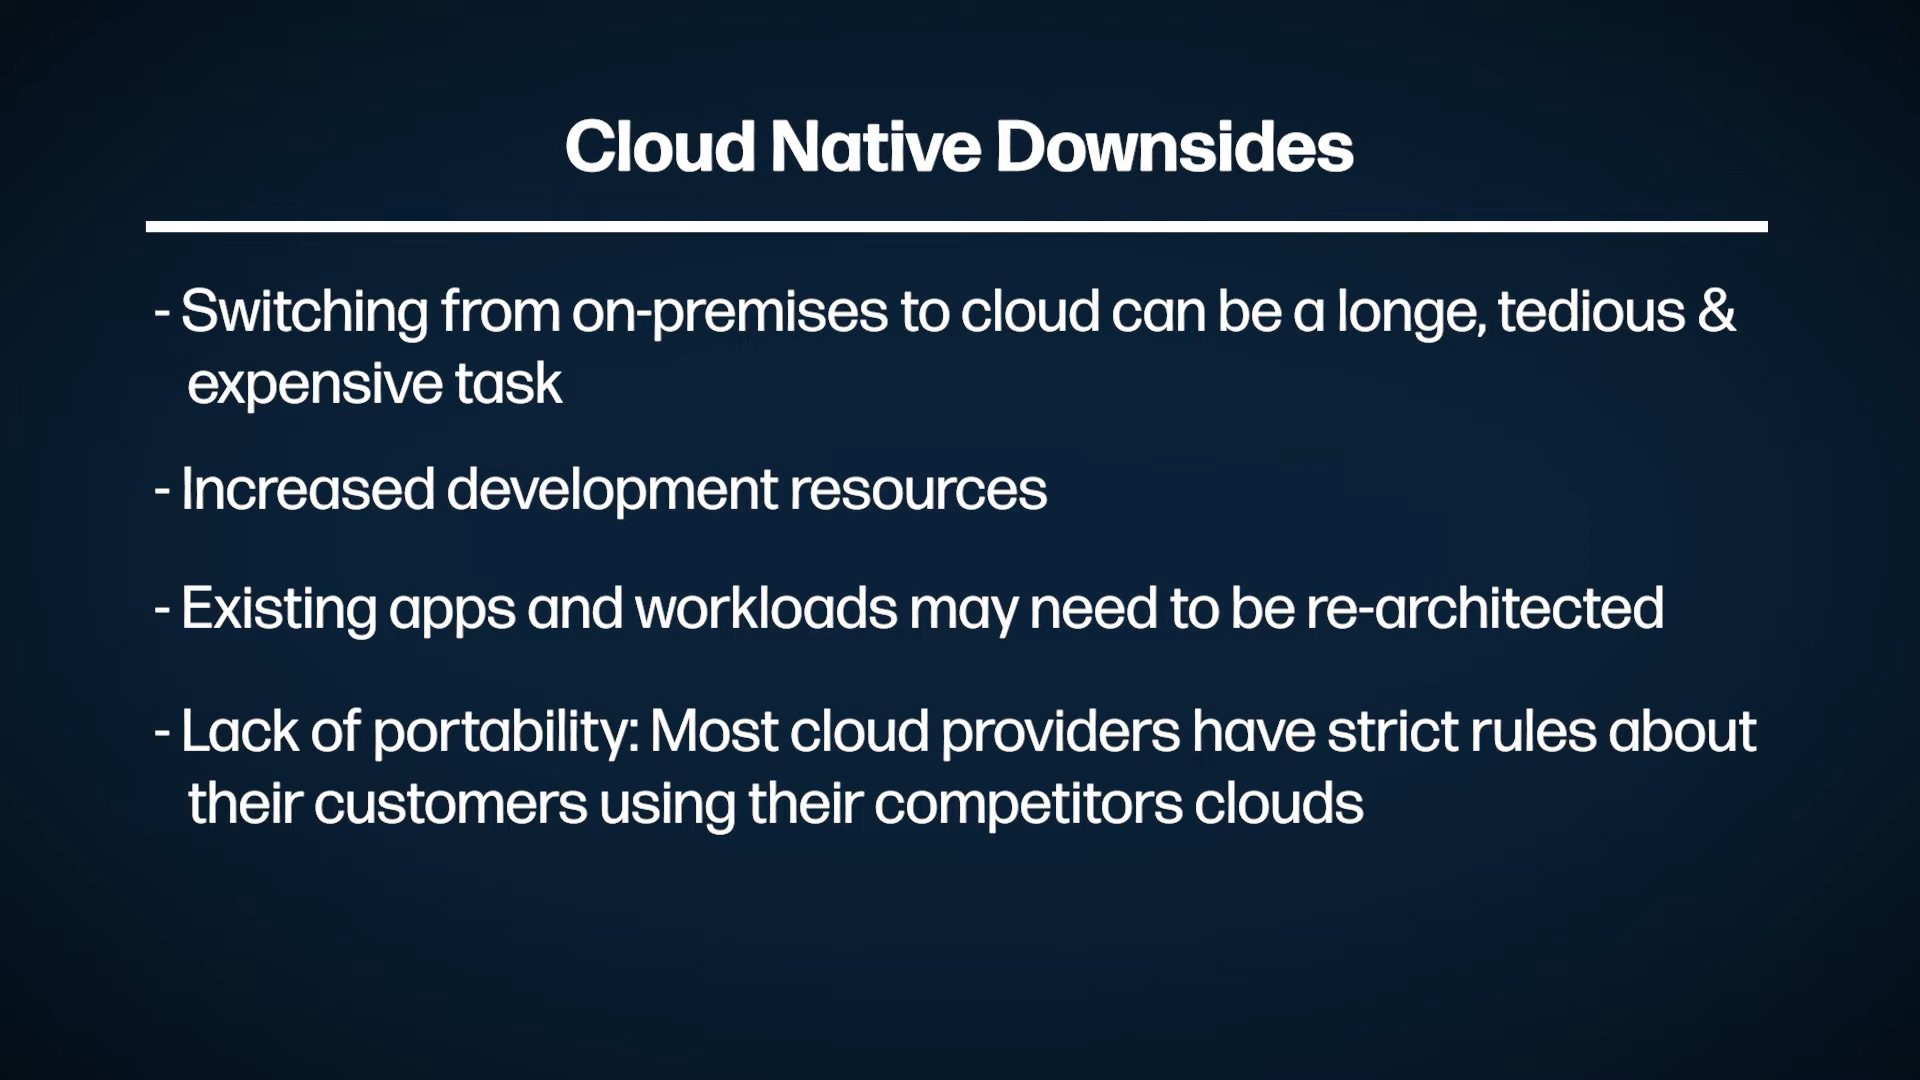 Cloud Native Downsides
- Switching from on-premises to cloud can be a longe, tedious &
expensive task
- Increased development resources
- Existing apps and workloads may need to be re-architected
- Lack of portability: Most cloud providers have strict rules about
their customers using their competitors clouds